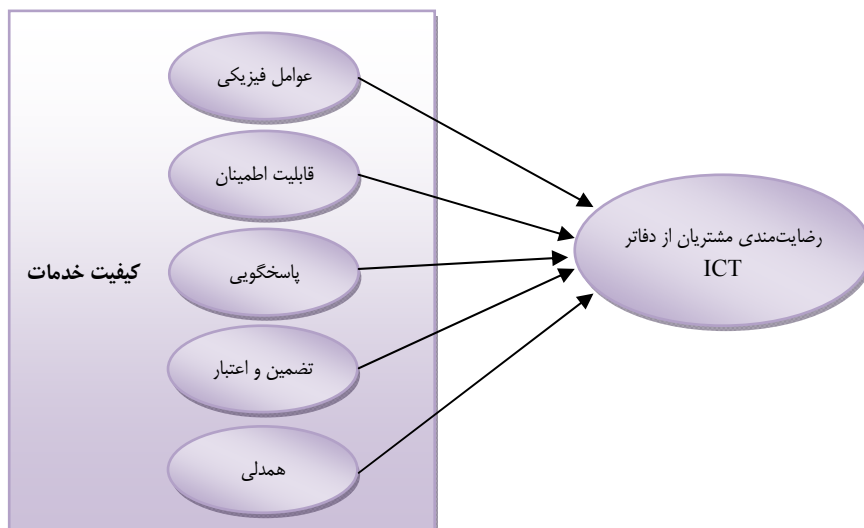 عوامل فیزیکی
قابلیت اطمینان
پاسخگویی
تضمین و اعتبار
همدلی
کیفیت خدمات
رضایت‌مندی مشتریان از دفاتر
ICT